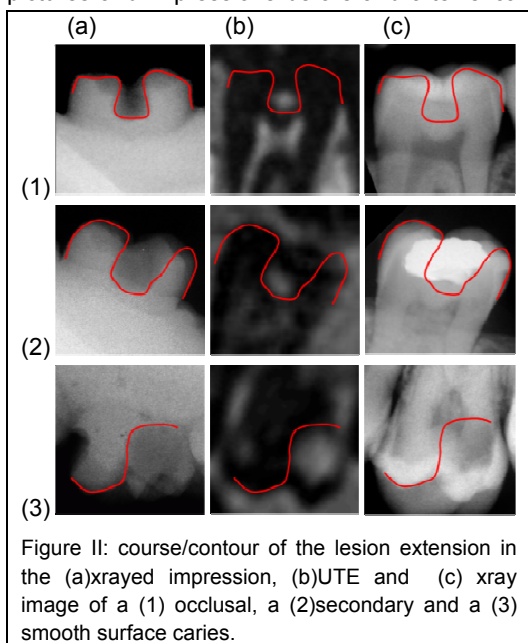 (a) (b) (c)
(1)
(2)
(3)
Figure II: course/contour of the lesion extension in
the (a)xrayed impression, (b)UTE and (c) xray
image of a (1) occlusal, a (2)secondary and a (3)
smooth surface caries.